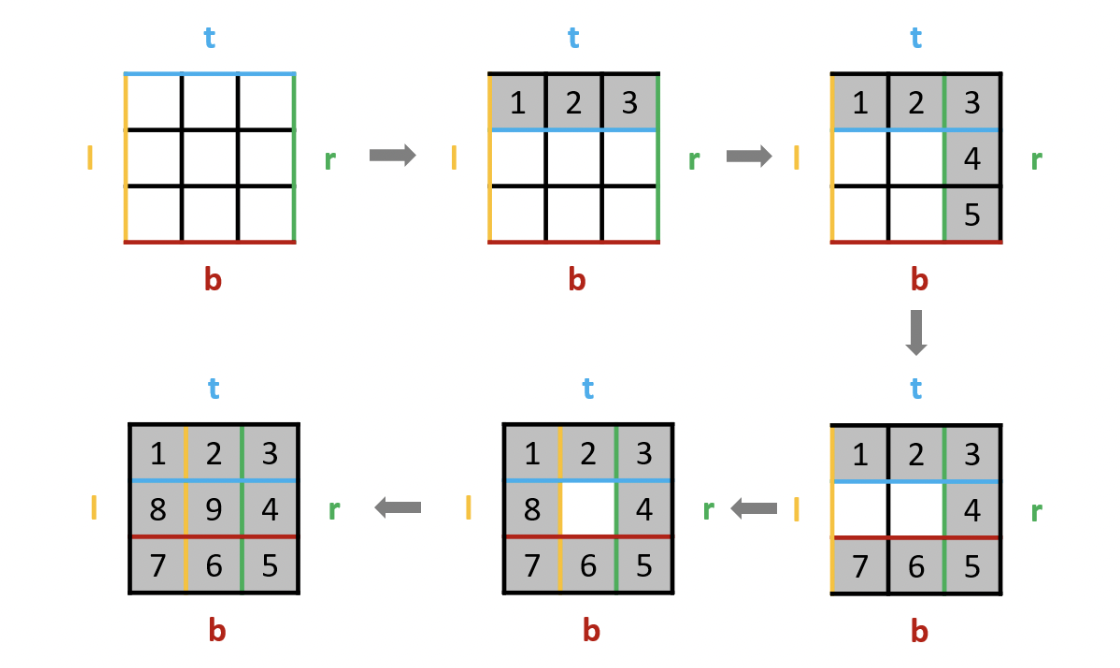 t t t
1 2 3 1 2 3
l r l r l 4 r
5
b b b
t t t
1 2 3 1 2 3 1 2 3
l 8 9 4 r l 8 4 r l 4 r
7 6 5 7 6 5 7 6 5
b b b